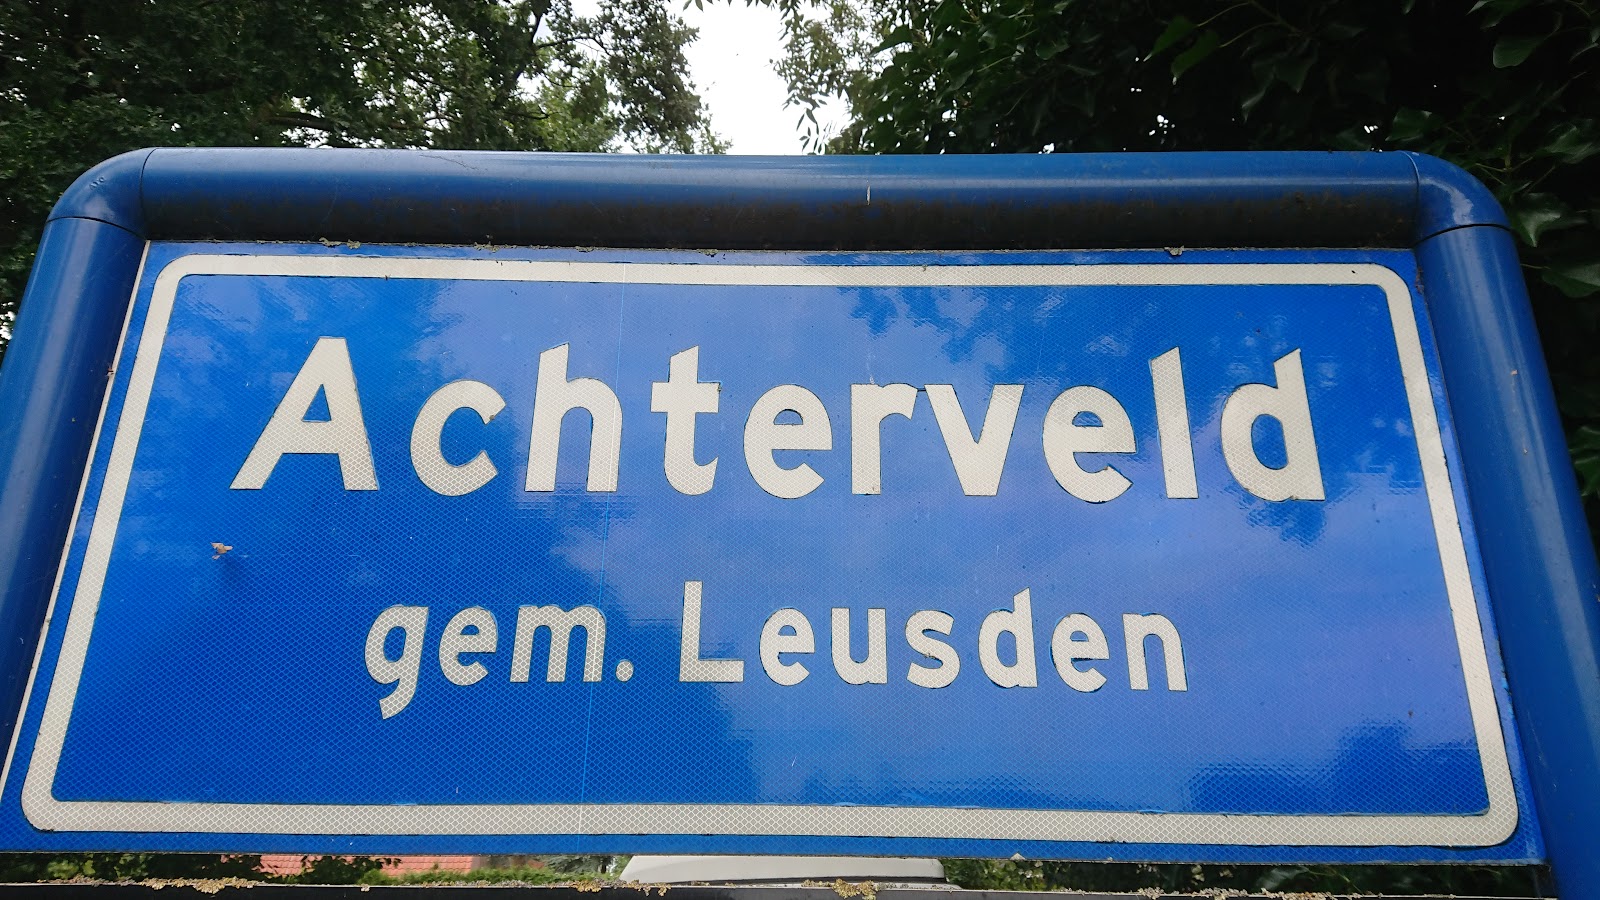 Achterveld
gem. Leusden